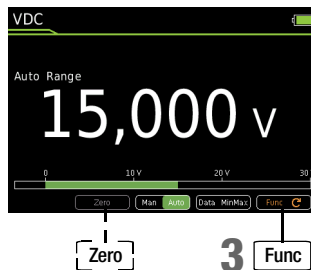 VDC
Auto Range
15,000 V
0 10 V 20 V 30
Zero Man Auto Data MinMax Func
Zero 3 Func